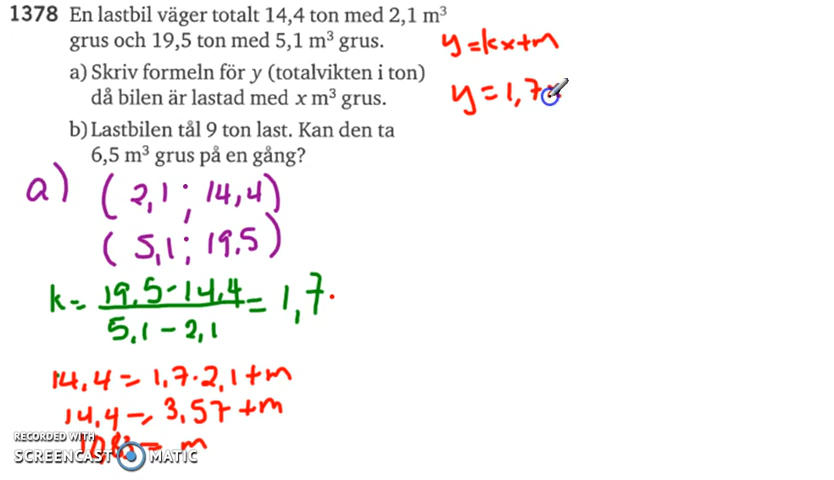 1378 En lastbil väger totalt 14,4 ton med 2,1 m³
grus och 19,5 ton med 5,1 m³ grus.
a) Skriv formeln för y (totalvikten i ton)
då bilen är lastad med x m³ grus.
b) Lastbilen tål 9 ton last. Kan den ta
6,5 m³ grus på en gång?
y=kx+m
y=1,7
a) (2,1; 14,4)
(5,1; 19.5)
k= 19,5-14,4 / 5,1-2,1 = 1,7.
14,4=1,7·2,1+m
14,4=3,57+m
= m
RECORDED WITH
SCREENCAST MATIC